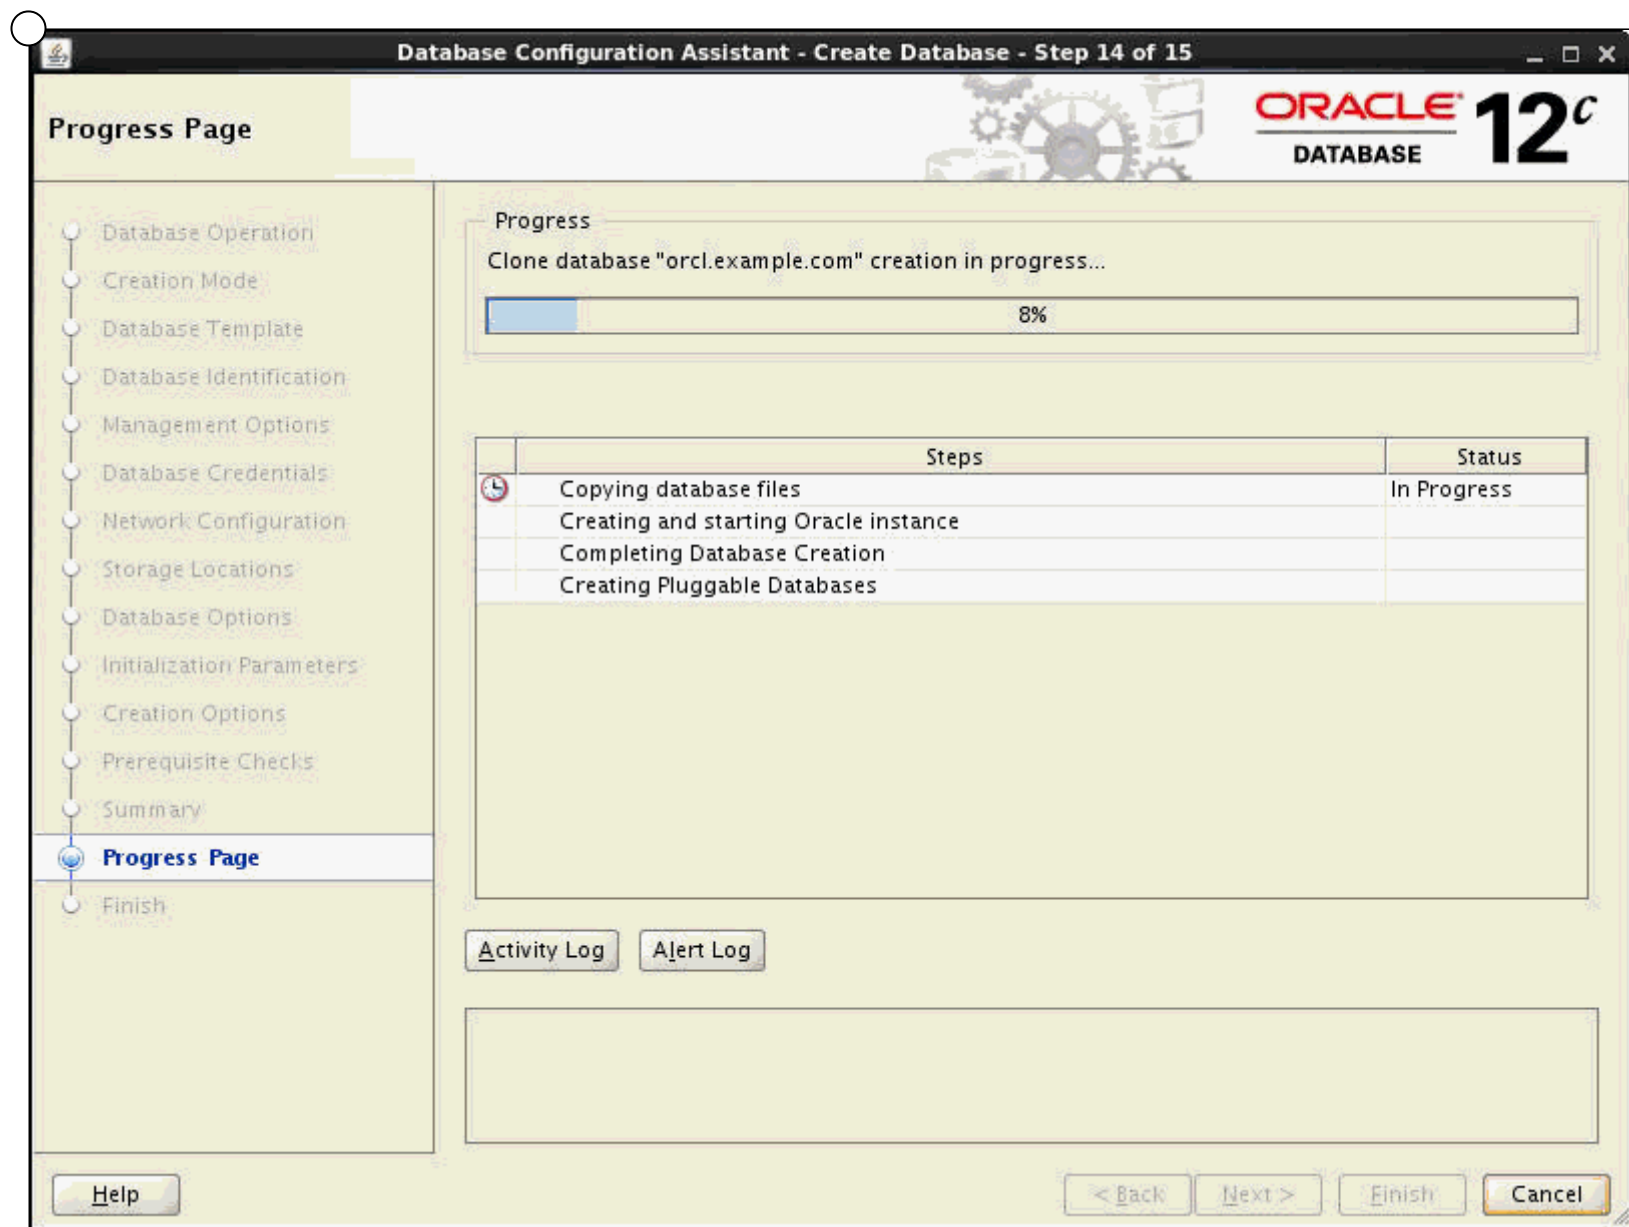 Database Configuration Assistant - Create Database - Step 14 of 15
Progress Page
ORACLE
DATABASE
12c
Database Operation
Creation Mode
Database Template
Database Identification
Management Options
Database Credentials
Network Configuration
Storage Locations
Database Options
Initialization Parameters
Creation Options
Prerequisite Checks
Summary
Progress Page
Finish
Progress
Clone database "orcl.example.com" creation in progress...
8%
Steps Status
Copying database files In Progress
Creating and starting Oracle instance
Completing Database Creation
Creating Pluggable Databases
Activity Log Alert Log
Help < Back Next > Finish Cancel